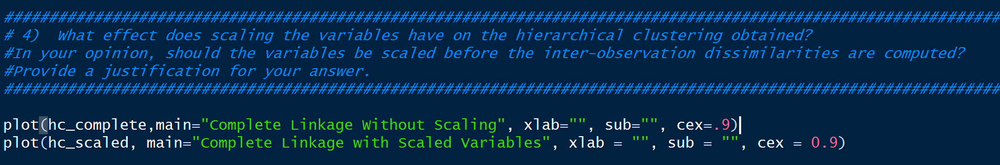 ################################################################################################################
# 4)  What effect does scaling the variables have on the hierarchical clustering obtained?
#In your opinion, should the variables be scaled before the inter-observation dissimilarities are computed?
#Provide a justification for your answer.
################################################################################################################
plot(hc_complete,main="Complete Linkage Without Scaling", xlab="", sub="", cex=.9)
plot(hc_scaled, main="Complete Linkage with Scaled Variables", xlab = "", sub = "", cex = 0.9)